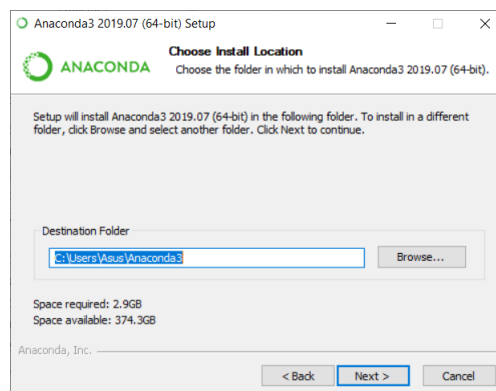 Anaconda3 2019.07 (64-bit) Setup
ANACONDA
Choose Install Location
Choose the folder in which to install Anaconda3 2019.07 (64-bit).
Setup will install Anaconda3 2019.07 (64-bit) in the following folder. To install in a different
folder, click Browse and select another folder. Click Next to continue.
Destination Folder
C:\Users\Asus\Anaconda3
Browse...
Space required: 2.9GB
Space available: 374.3GB
Anaconda, Inc.
< Back
Next >
Cancel